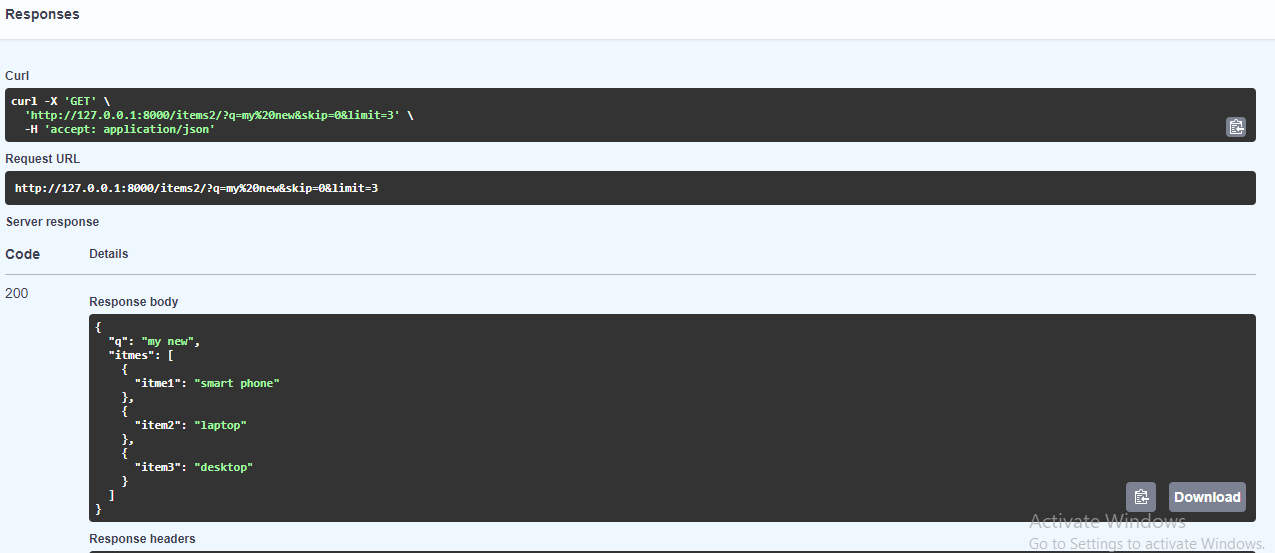 Responses
Curl
curl -X 'GET' \
'http://127.0.0.1:8000/items2/?q=my%20new&skip=0&limit=3' \
-H 'accept: application/json'
Request URL
http://127.0.0.1:8000/items2/?q=my%20new&skip=0&limit=3
Server response
Code Details
200
Response body
{
"q": "my new",
"itmes": [
{
"itme1": "smart phone"
},
{
"item2": "laptop"
},
{
"item3": "desktop"
}
]
}
Download
Activate Windows
Go to Settings to activate Windows.
Response headers